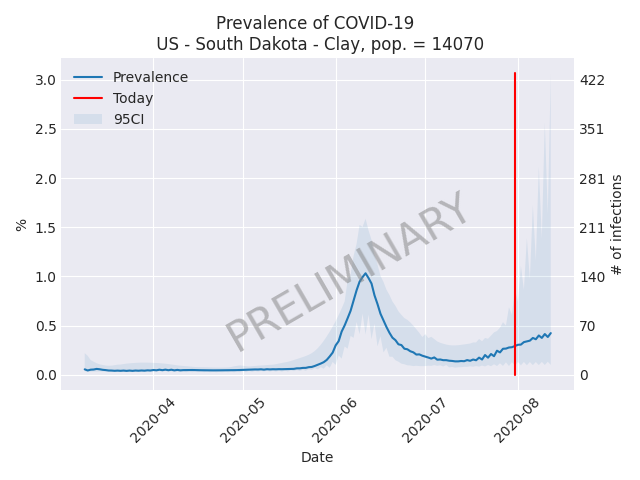 Prevalence of COVID-19
US - South Dakota - Clay, pop. = 14070
Prevalence
Today
95CI
3.0
2.5
2.0
1.5
1.0
0.5
0.0
%
422
351
281
211
140
70
0
# of infections
PRELIMINARY
2020-04
2020-05
2020-06
2020-07
2020-08
Date